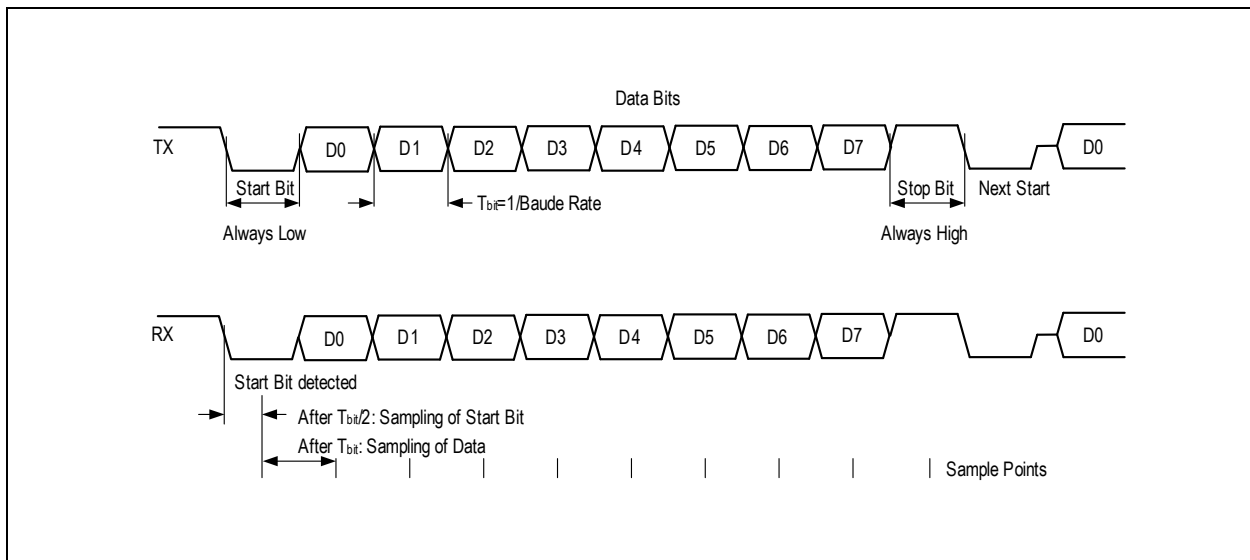 Data Bits
TX D0 D1 D2 D3 D4 D5 D6 D7 D0
Start Bit Stop Bit Next Start
Tbit=1/Baude Rate
Always Low Always High
RX D0 D1 D2 D3 D4 D5 D6 D7 D0
Start Bit detected
After Tbit/2: Sampling of Start Bit
After Tbit: Sampling of Data
Sample Points